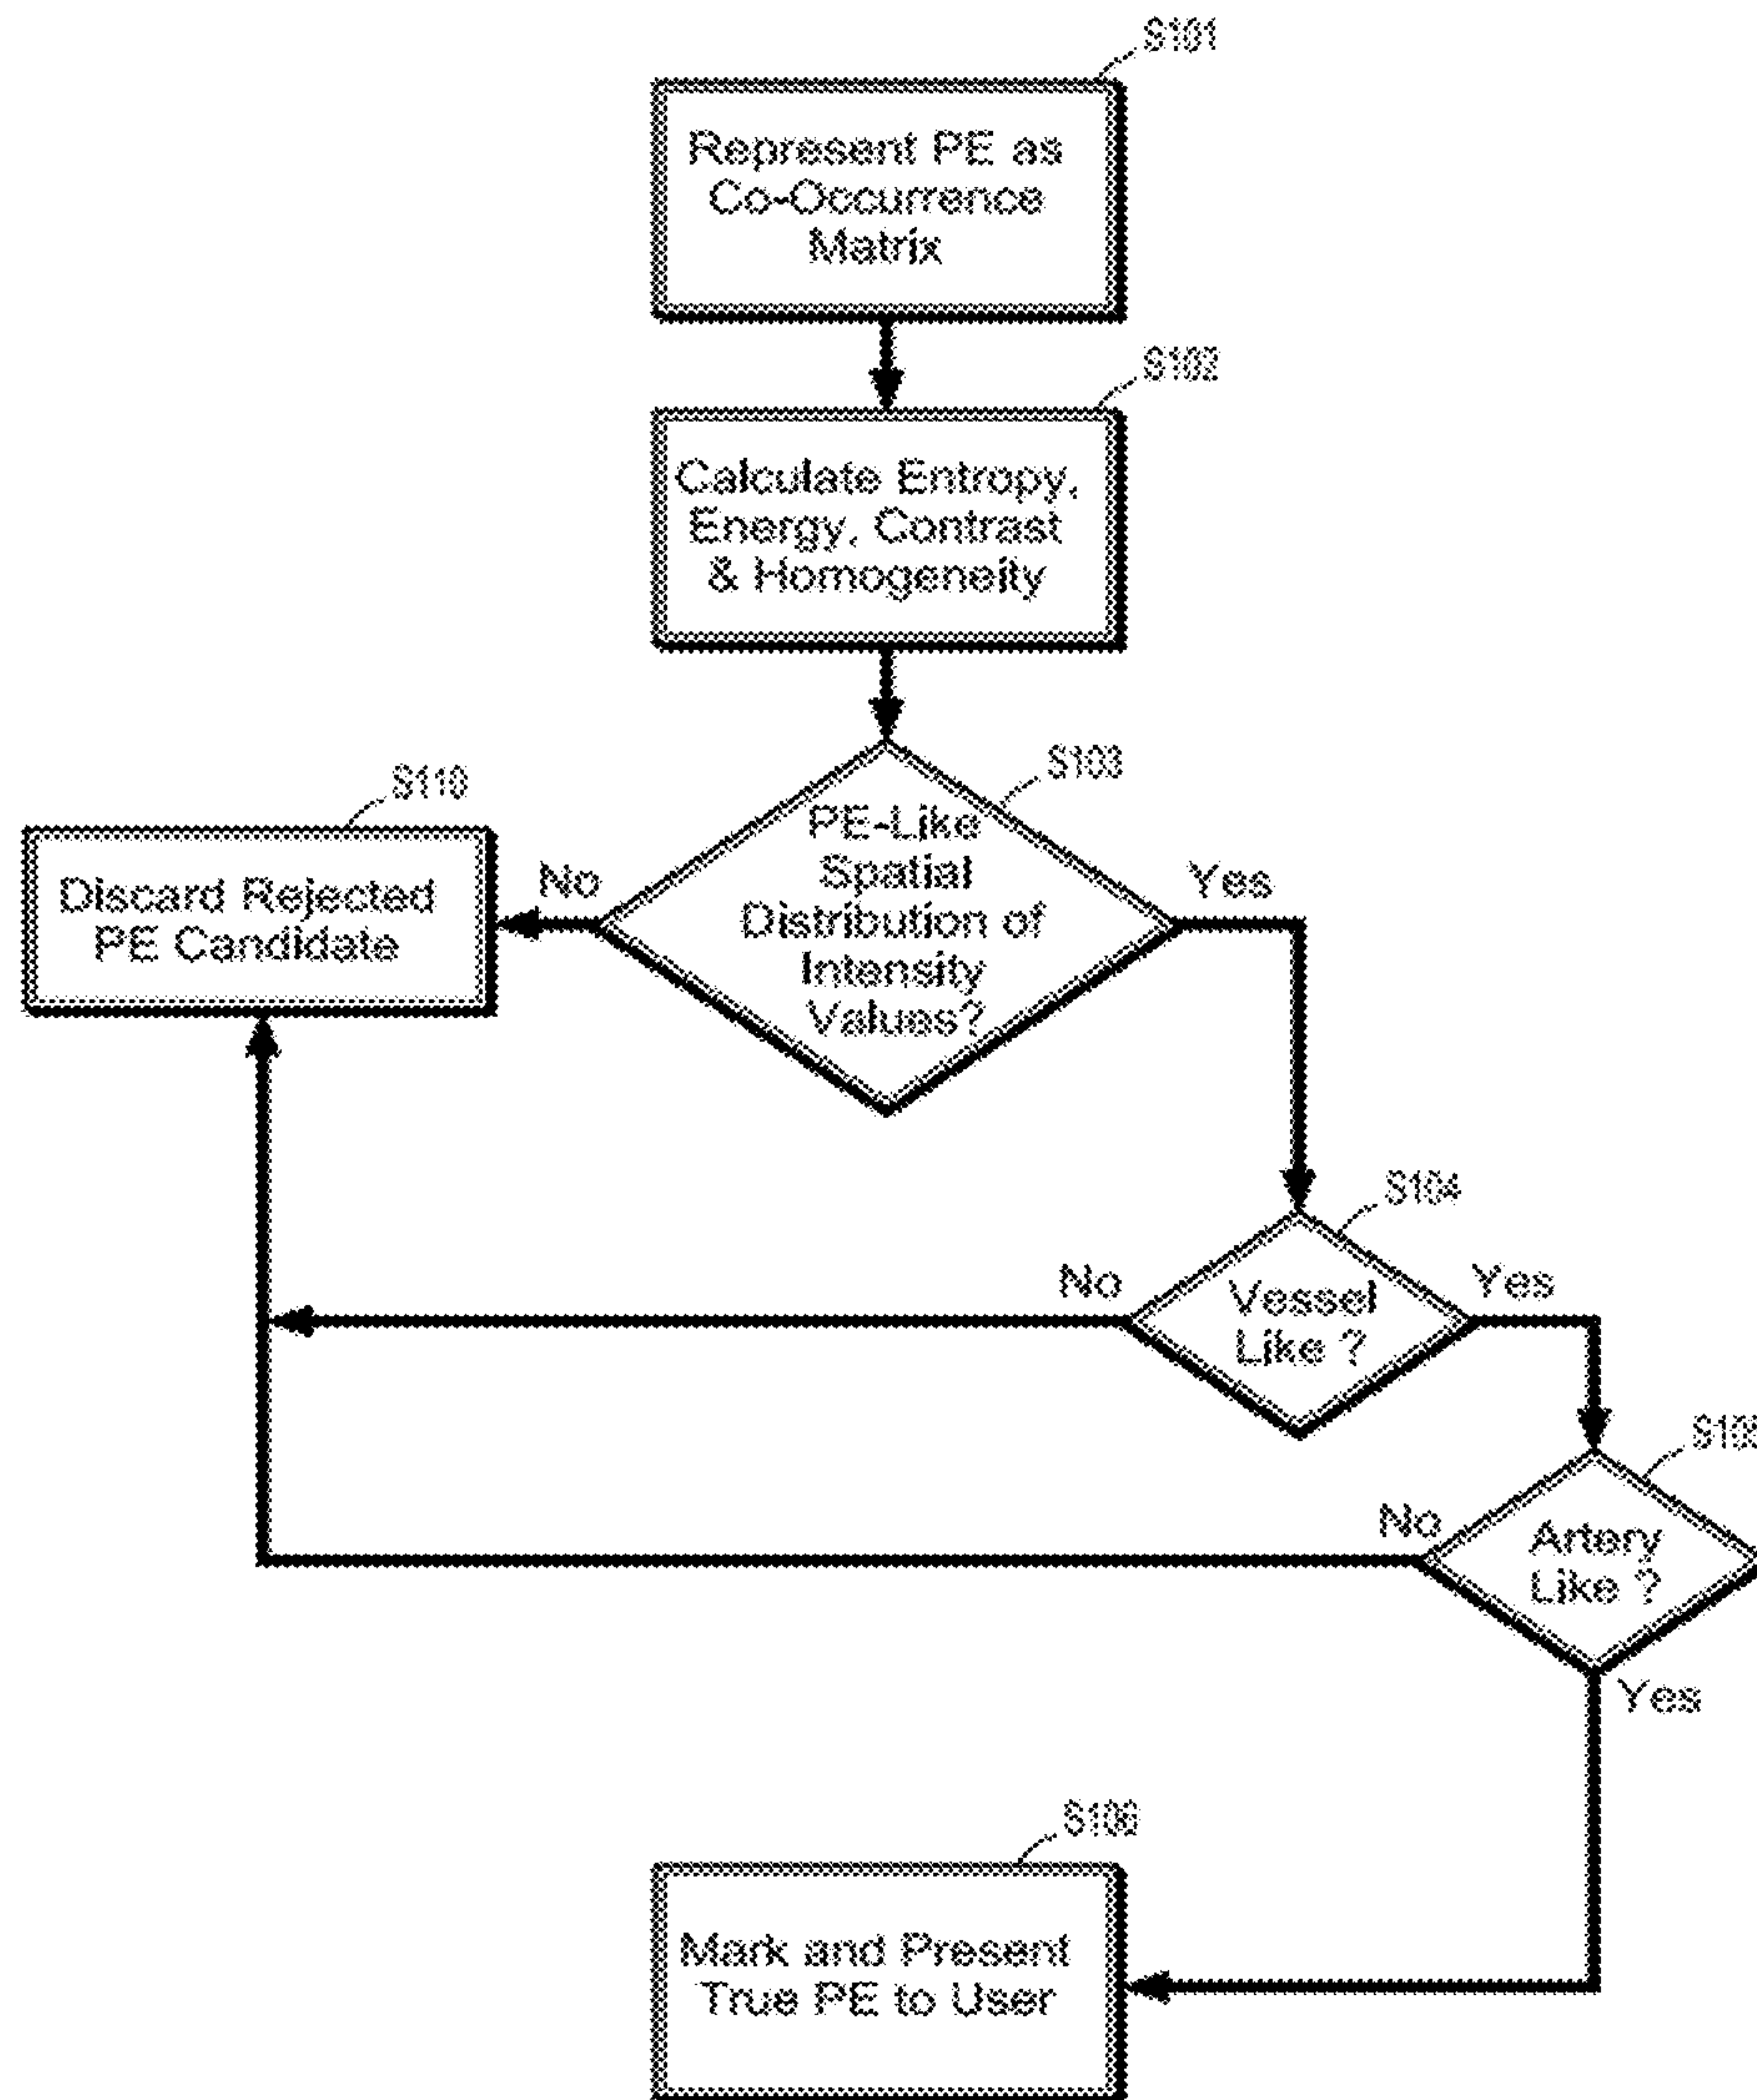 S101
Represent PE as
Co-Occurrence
Matrix
S102
Calculate Entropy,
Energy, Contrast
& Homogeneity
S103
PE-Like
Spatial
Distribution of
Intensity
Values?
No
Yes
S110
Discard Rejected
PE Candidate
S104
Vessel
Like ?
No
Yes
S105
Artery
Like ?
No
Yes
S106
Mark and Present
True PE to User